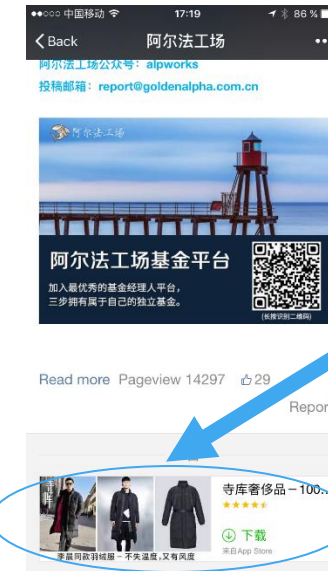 中国移动 17:19 86 %
Back 阿尔法工场
阿尔法工场公众号：alpworks
投稿邮箱：report@goldenalpha.com.cn
阿尔法工场
阿尔法工场基金平台
加入最优秀的基金经理人平台，
三步拥有属于自己的独立基金。
(长按识别二维码)
Read more Pageview 14297 29
Repor
寺库
寺库奢侈品－100...
下载
来自App Store
李晨同款羽绒服－不失温度，又有风度